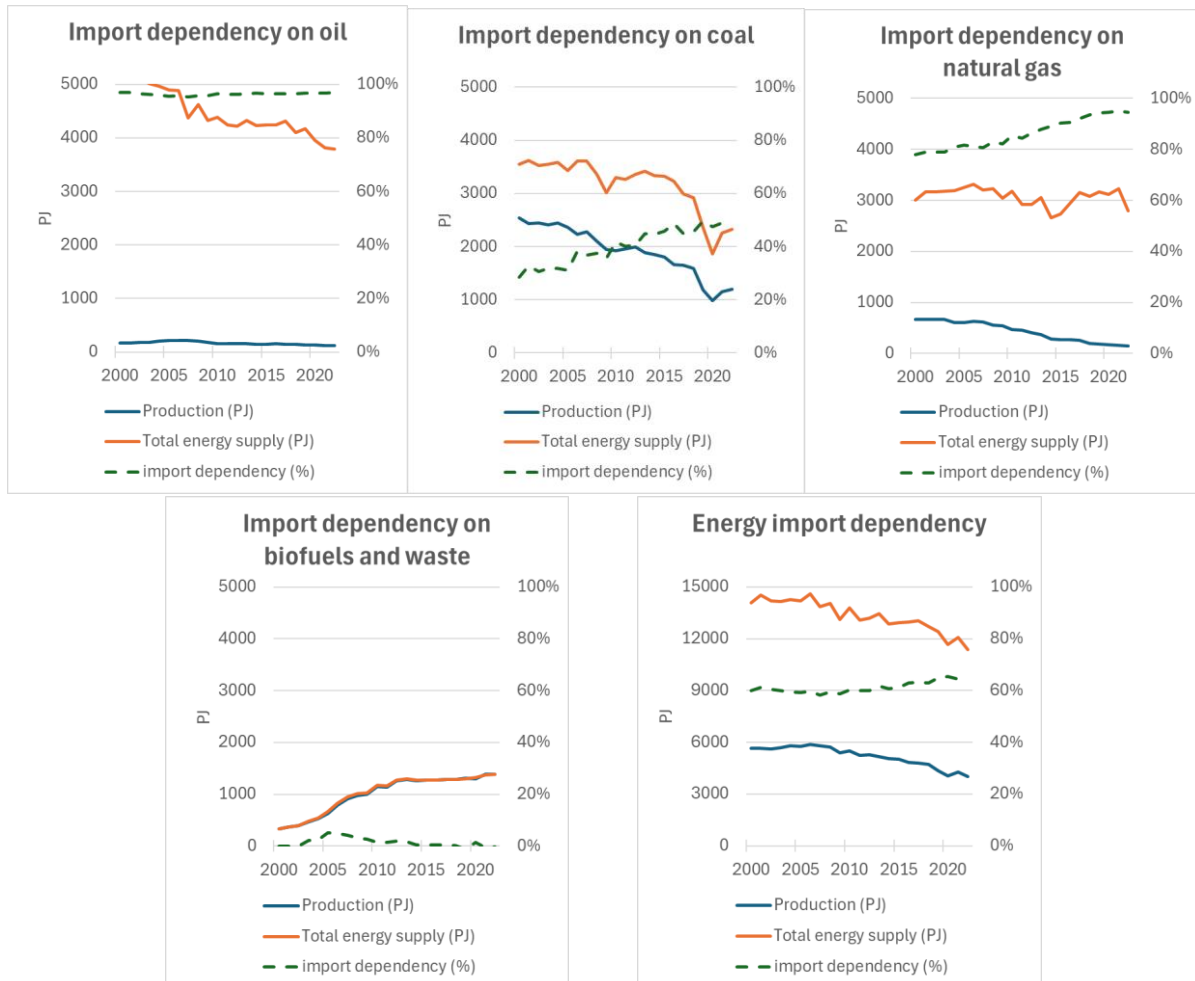 Import dependency on oil
5000
4000
3000
2000
1000
0
PJ
100%
80%
60%
40%
20%
0%
2000 2005 2010 2015 2020
Production (PJ)
Total energy supply (PJ)
import dependency (%)
Import dependency on coal
5000
4000
3000
2000
1000
0
PJ
100%
80%
60%
40%
20%
0%
2000 2005 2010 2015 2020
Production (PJ)
Total energy supply (PJ)
import dependency (%)
Import dependency on
natural gas
5000
4000
3000
2000
1000
0
PJ
100%
80%
60%
40%
20%
0%
2000 2005 2010 2015 2020
Production (PJ)
Total energy supply (PJ)
import dependency (%)
Import dependency on
biofuels and waste
5000
4000
3000
2000
1000
0
PJ
100%
80%
60%
40%
20%
0%
2000 2005 2010 2015 2020
Production (PJ)
Total energy supply (PJ)
import dependency (%)
Energy import dependency
15000
12000
9000
6000
3000
0
PJ
100%
80%
60%
40%
20%
0%
2000 2005 2010 2015 2020
Production (PJ)
Total energy supply (PJ)
import dependency (%)